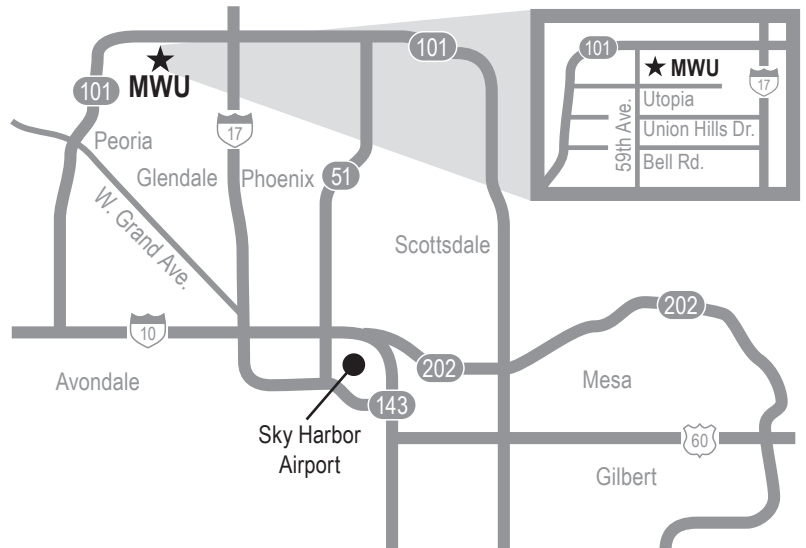 101
101
MWU
101
MWU
17
17
Utopia
59th Ave.
Union Hills Dr.
Bell Rd.
Peoria
Glendale
Phoenix
51
W. Grand Ave.
Scottsdale
10
202
202
Avondale
Mesa
143
Sky Harbor
Airport
60
Gilbert